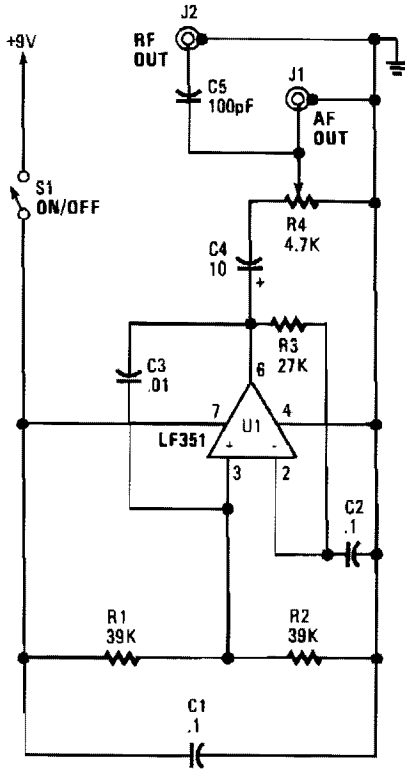 J2
+9V
RF
OUT
C5
100pF
J1
AF
OUT
S1
ON/OFF
R4
4.7K
C4
10
+
R3
27K
6
C3
.01
7
4
U1
LF351
+
-
3
2
C2
.1
R1
39K
R2
39K
C1
.1